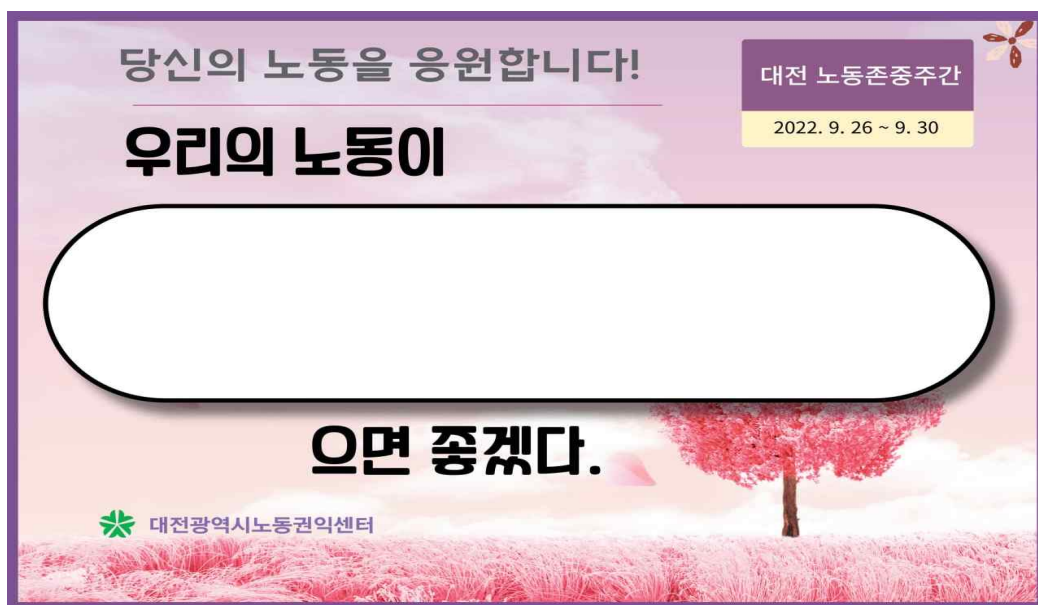 당신의 노동을 응원합니다!
대전 노동존중주간
2022. 9. 26 ~ 9. 30
우리의 노동이
으면 좋겠다.
대전광역시노동권익센터